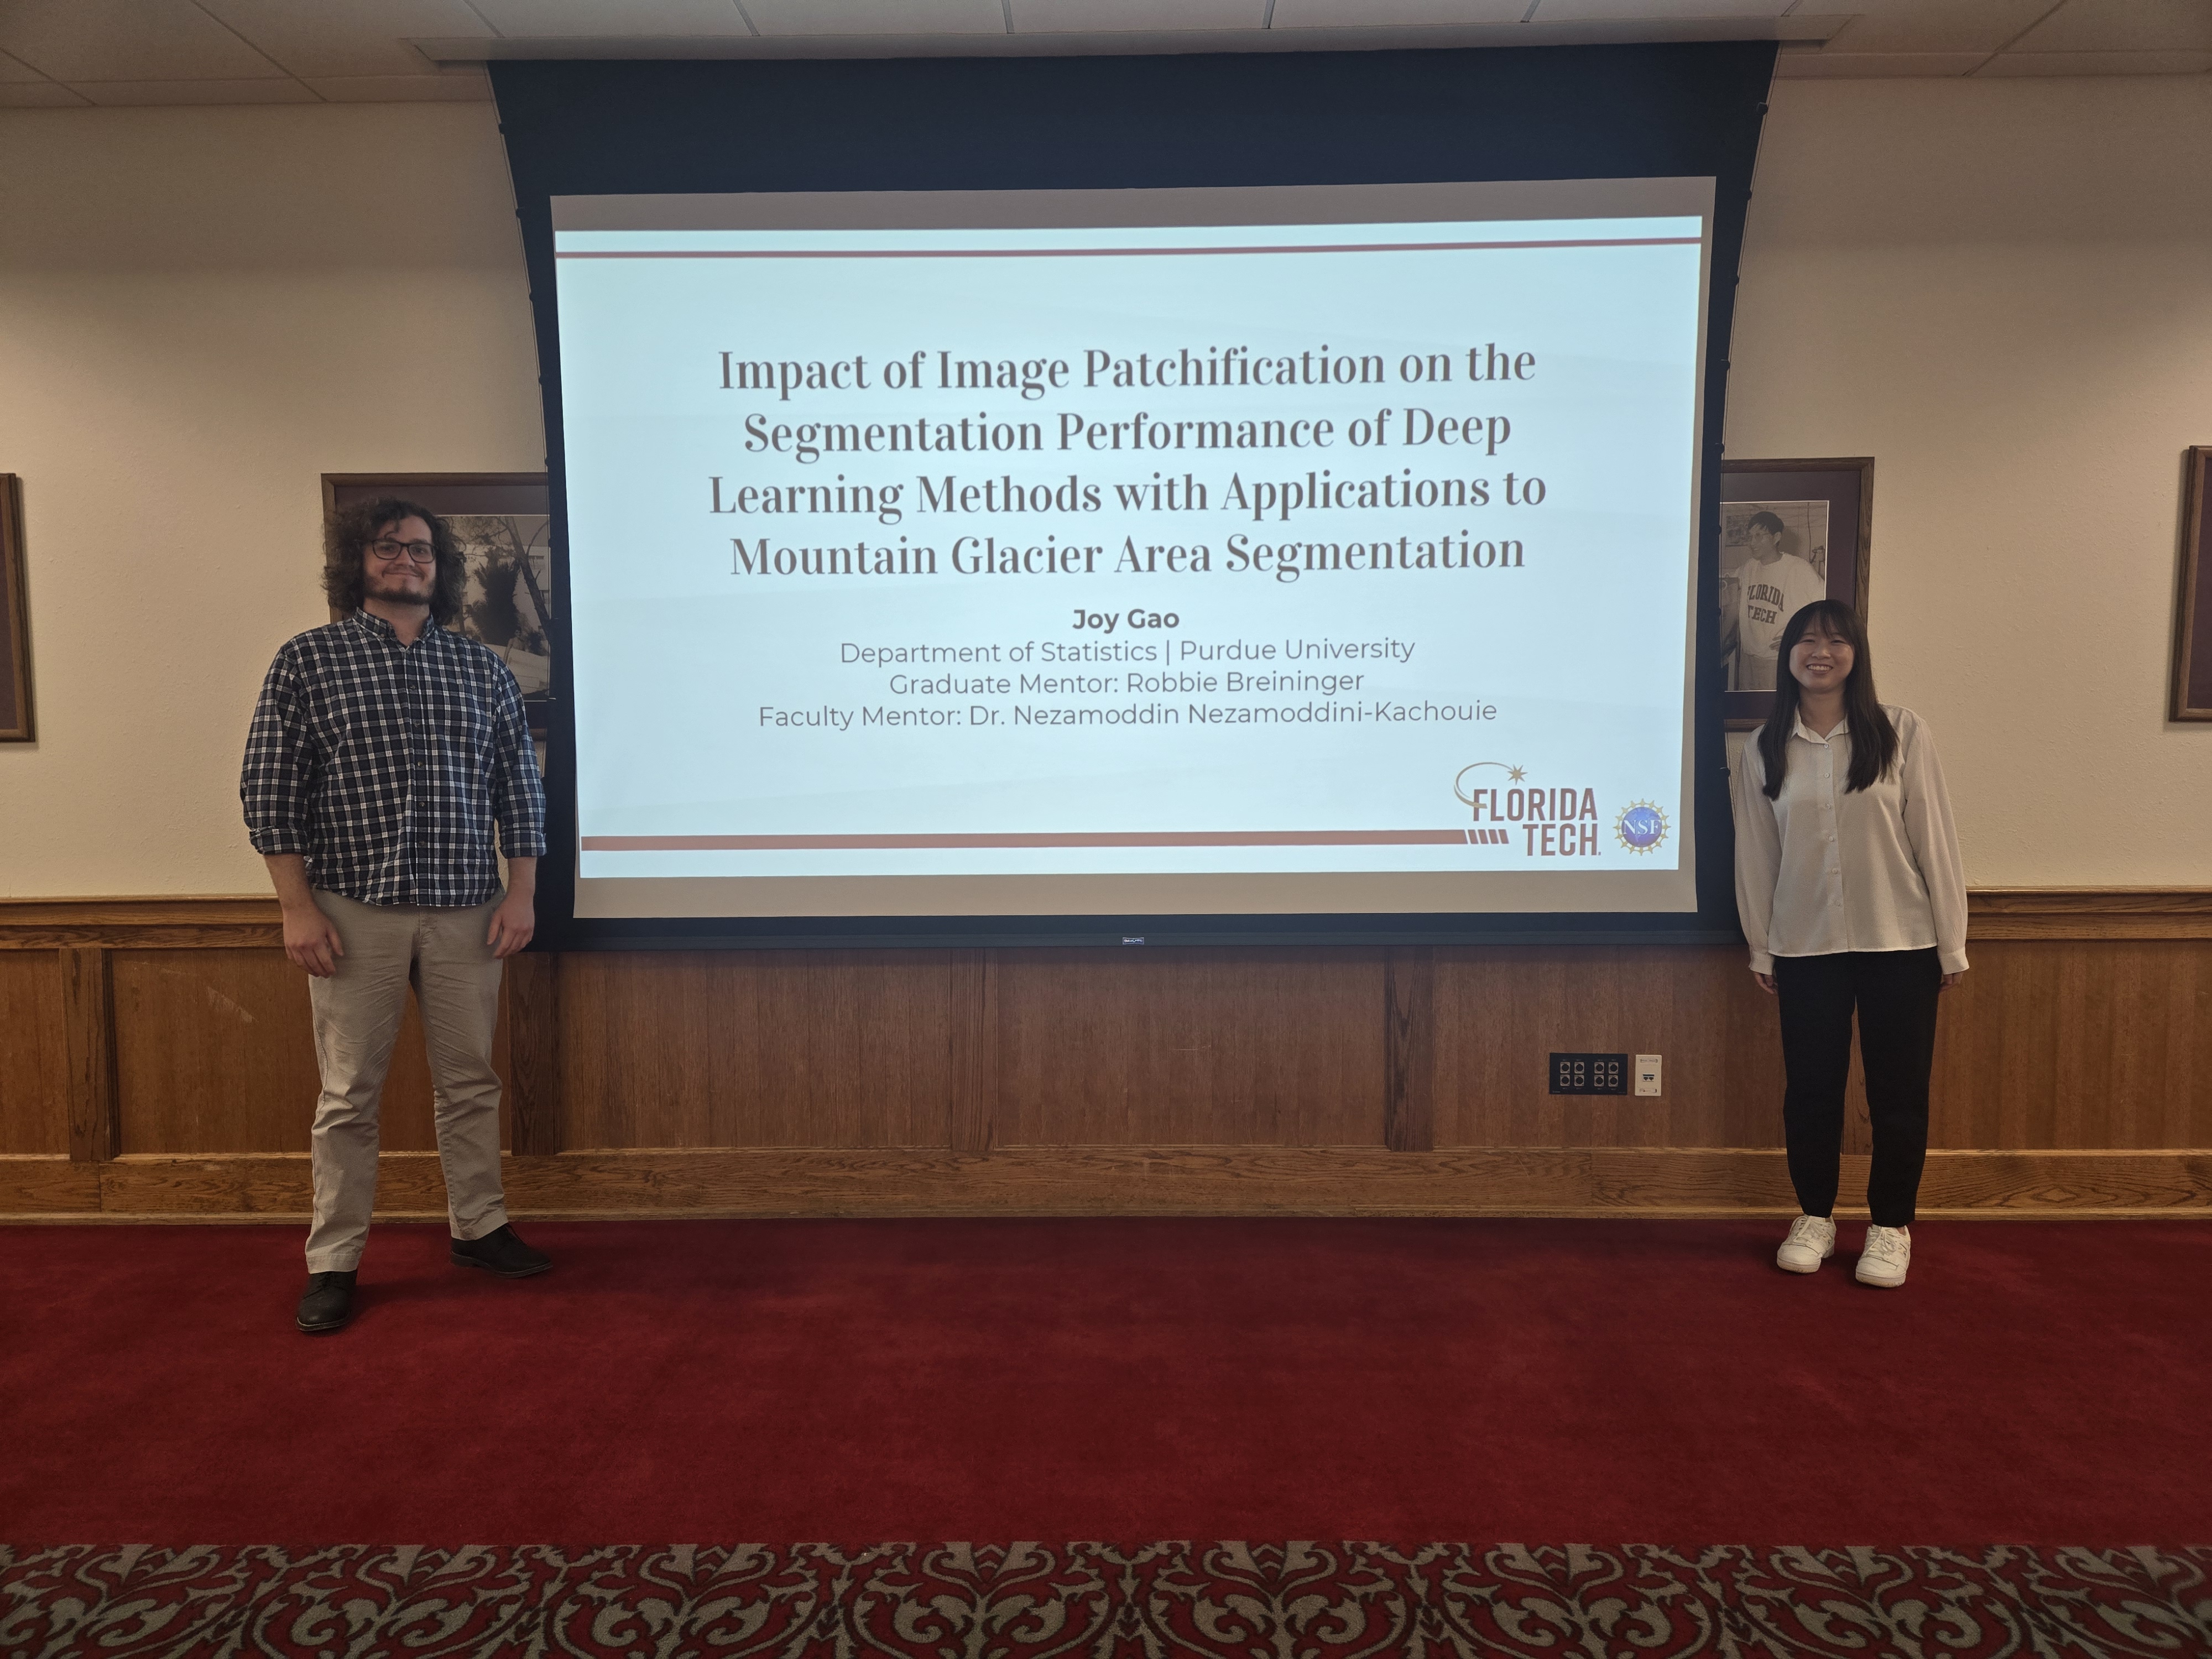 Impact of Image Patchification on the
Segmentation Performance of Deep
Learning Methods with Applications to
Mountain Glacier Area Segmentation
Joy Gao
Department of Statistics | Purdue University
Graduate Mentor: Robbie Breininger
Faculty Mentor: Dr. Nezamoddin Nezamoddini-Kachouie
FLORIDA
TECH
NSF
FLORIDA
TECH